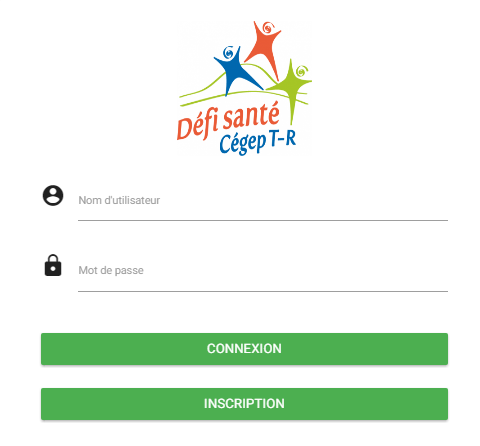 Défi santé
Cégep T-R
Nom d'utilisateur
Mot de passe
CONNEXION
INSCRIPTION